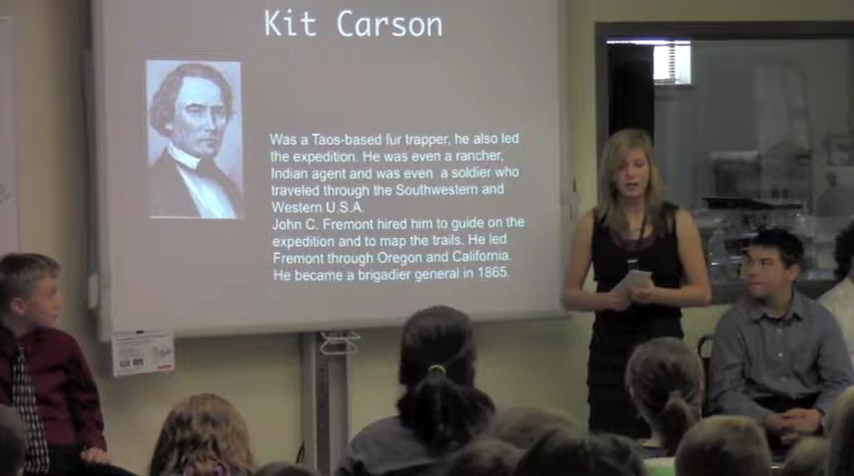 Kit Carson
Was a Taos-based fur trapper, he also led
the expedition. He was even a rancher,
Indian agent and was even a soldier who
traveled through the Southwestern and
Western U.S.A.
John C. Fremont hired him to guide on the
expedition and to map the trails. He led
Fremont through Oregon and California.
He became a brigadier general in 1865.